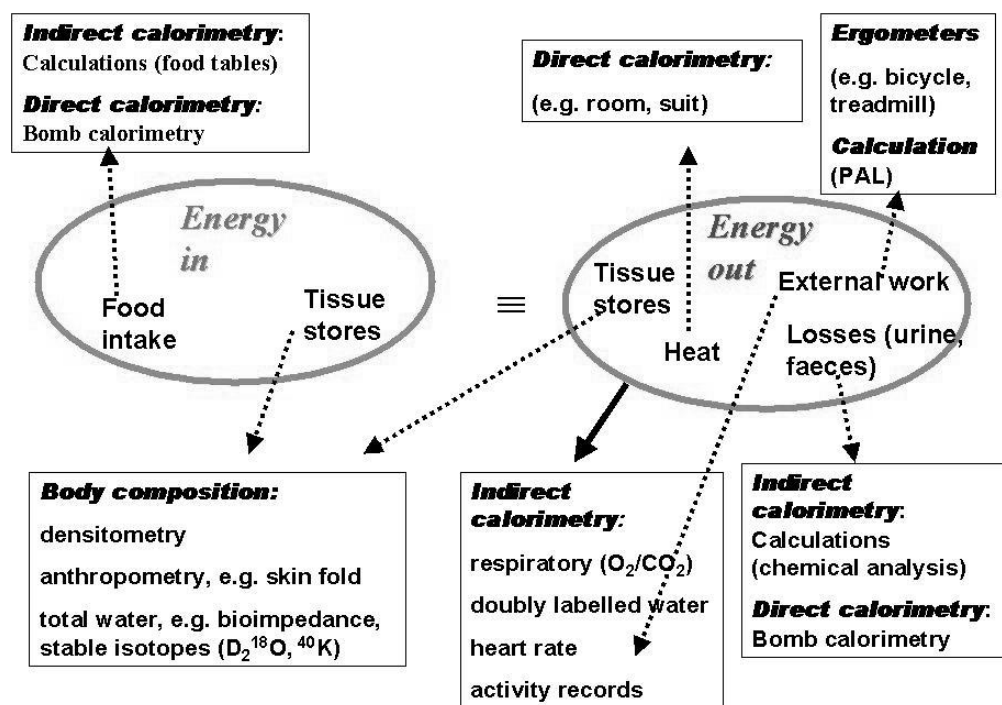 Indirect calorimetry:
Calculations (food tables)
Direct calorimetry:
Bomb calorimetry
Direct calorimetry:
(e.g. room, suit)
Ergometers
(e.g. bicycle,
treadmill)
Calculation
(PAL)
Energy
in
Food
intake
Tissue
stores
≡
Energy
out
Tissue
stores
Heat
External work
Losses (urine,
faeces)
Body composition:
densitometry
anthropometry, e.g. skin fold
total water, e.g. bioimpedance,
stable isotopes (D₂¹⁸O, ⁴⁰K)
Indirect
calorimetry:
respiratory (O₂/CO₂)
doubly labelled water
heart rate
activity records
Indirect
calorimetry:
Calculations
(chemical analysis)
Direct calorimetry:
Bomb calorimetry